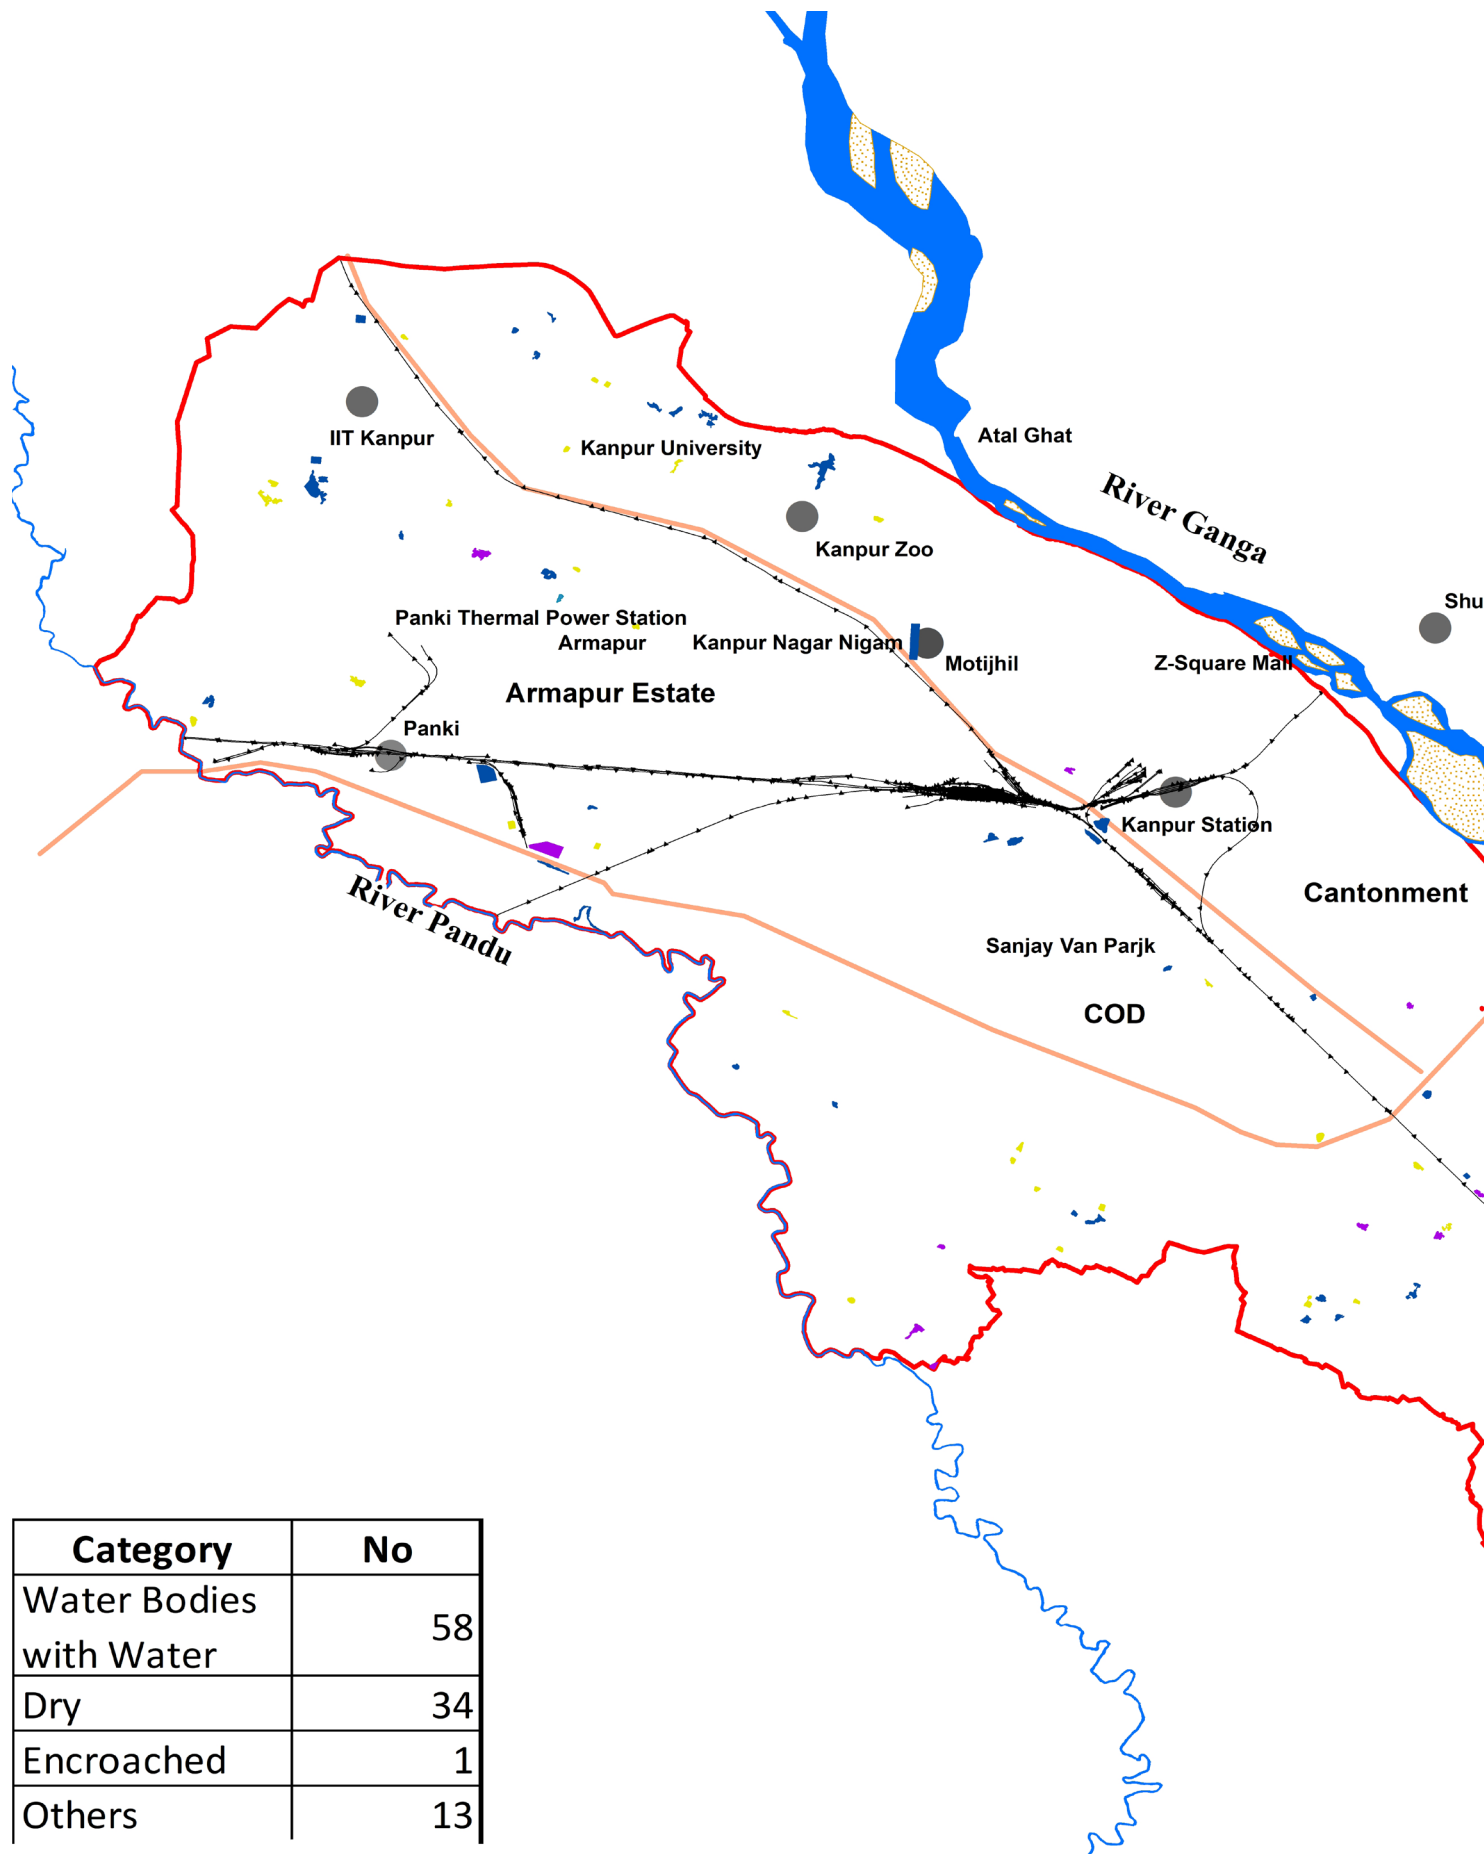 Atal Ghat
IIT Kanpur
Kanpur University
River Ganga
Kanpur Zoo
Shu
Panki Thermal Power Station
Armapur
Kanpur Nagar Nigam
Motijhil
Z-Square Mall
Armapur Estate
Panki
Kanpur Station
River Pandu
Cantonment
Sanjay Van Parjk
COD
Category No
Water Bodies
with Water 58
Dry 34
Encroached 1
Others 13